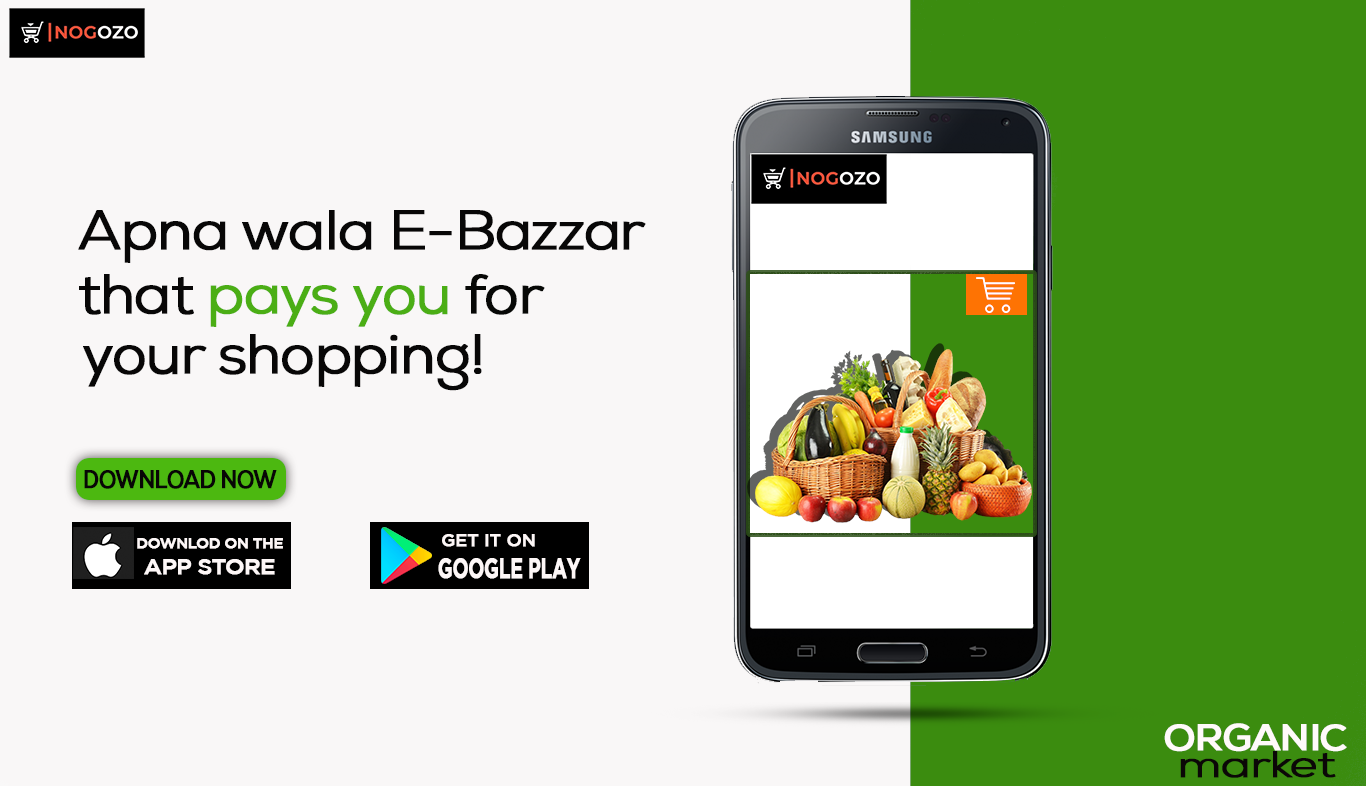 |NOGOZO
SAMSUNG
|NOGOZO
Apna wala E-Bazzar
that pays you for
your shopping!
DOWNLOAD NOW
DOWNLOD ON THE
APP STORE
GET IT ON
GOOGLE PLAY
ORGANIC
market